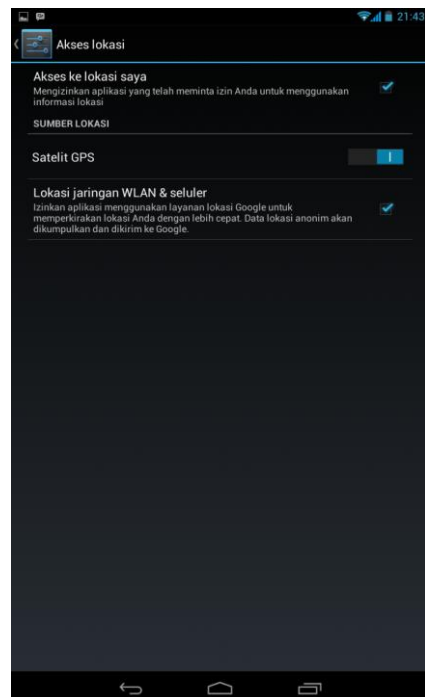 21:43
Akses lokasi
Akses ke lokasi saya
Mengizinkan aplikasi yang telah meminta izin Anda untuk menggunakan
informasi lokasi
SUMBER LOKASI
Satelit GPS
Lokasi jaringan WLAN & seluler
Izinkan aplikasi menggunakan layanan lokasi Google untuk
memperkirakan lokasi Anda dengan lebih cepat. Data lokasi anonim akan
dikumpulkan dan dikirim ke Google.